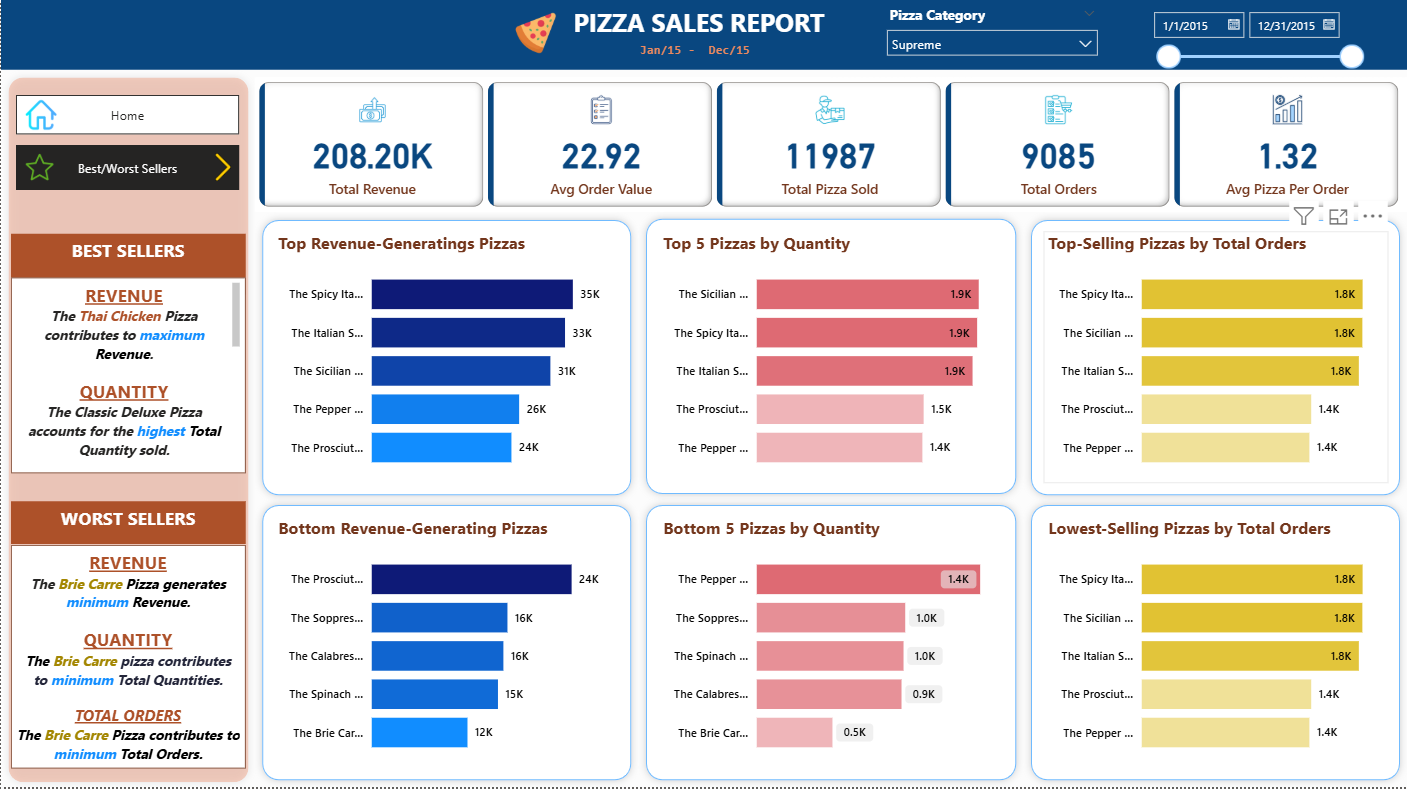 PIZZA SALES REPORT
Jan/15 - Dec/15
Pizza Category
Supreme
1/1/2015
12/31/2015
Home
Best/Worst Sellers
208.20K
Total Revenue
22.92
Avg Order Value
11987
Total Pizza Sold
9085
Total Orders
1.32
Avg Pizza Per Order
BEST SELLERS
REVENUE
The Thai Chicken Pizza
contributes to maximum
Revenue.
QUANTITY
The Classic Deluxe Pizza
accounts for the highest Total
Quantity sold.
WORST SELLERS
REVENUE
The Brie Carre Pizza generates
minimum Revenue.
QUANTITY
The Brie Carre pizza contributes
to minimum Total Quantities.
TOTAL ORDERS
The Brie Carre Pizza contributes to
minimum Total Orders.
Top Revenue-Generatings Pizzas
The Spicy Ita... 35K
The Italian S... 33K
The Sicilian ... 31K
The Pepper ... 26K
The Prosciut... 24K
Top 5 Pizzas by Quantity
The Sicilian ... 1.9K
The Spicy Ita... 1.9K
The Italian S... 1.9K
The Prosciut... 1.5K
The Pepper ... 1.4K
Top-Selling Pizzas by Total Orders
The Spicy Ita... 1.8K
The Sicilian ... 1.8K
The Italian S... 1.8K
The Prosciut... 1.4K
The Pepper ... 1.4K
Bottom Revenue-Generating Pizzas
The Prosciut... 24K
The Soppres... 16K
The Calabres... 16K
The Spinach ... 15K
The Brie Car... 12K
Bottom 5 Pizzas by Quantity
The Pepper ... 1.4K
The Soppres... 1.0K
The Spinach ... 1.0K
The Calabres... 0.9K
The Brie Car... 0.5K
Lowest-Selling Pizzas by Total Orders
The Spicy Ita... 1.8K
The Sicilian ... 1.8K
The Italian S... 1.8K
The Prosciut... 1.4K
The Pepper ... 1.4K